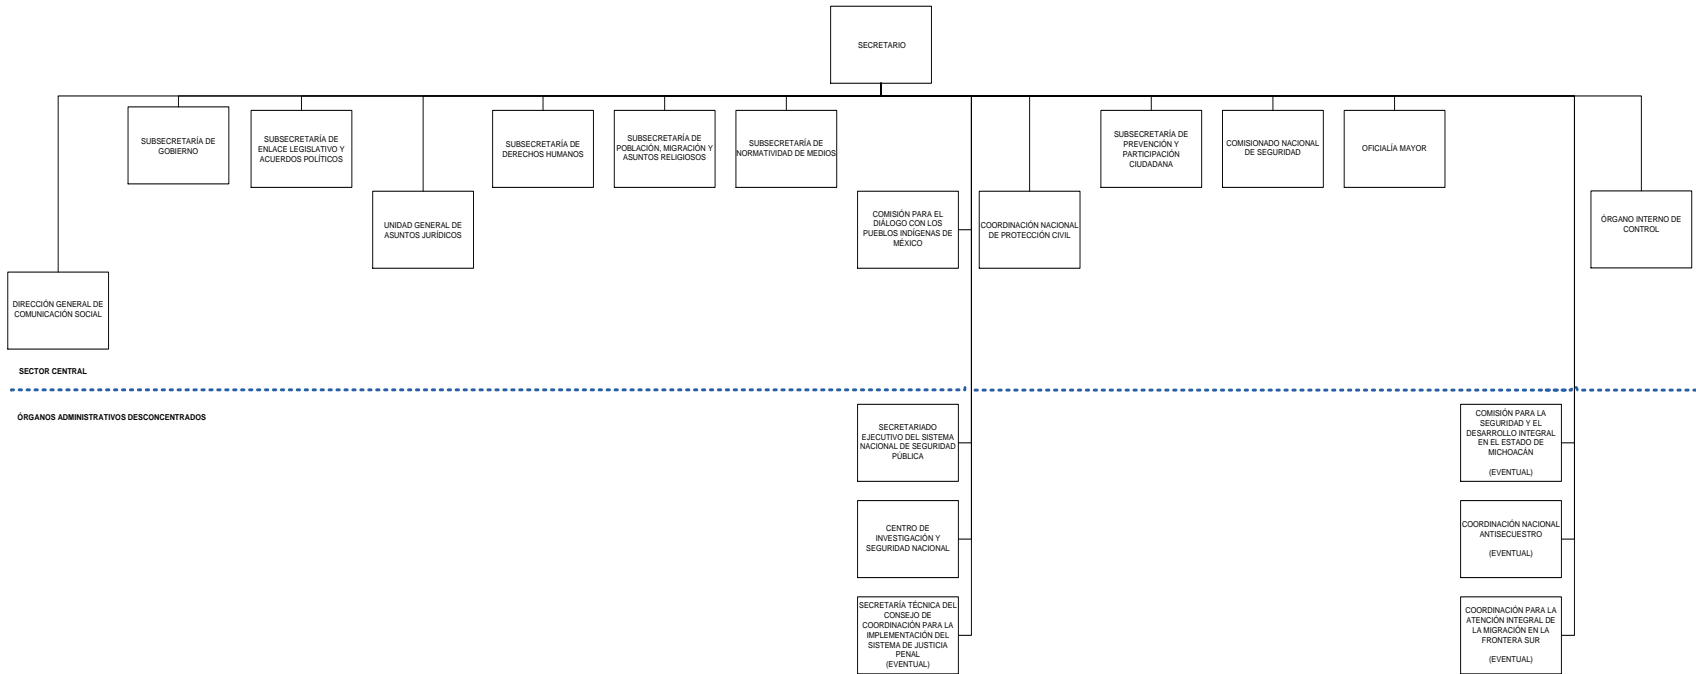 SECRETARIO
SUBSECRETARÍA DE
GOBIERNO
SUBSECRETARÍA DE
ENLACE LEGISLATIVO Y
ACUERDOS POLÍTICOS
SUBSECRETARÍA DE
DERECHOS HUMANOS
SUBSECRETARÍA DE
POBLACIÓN, MIGRACIÓN Y
ASUNTOS RELIGIOSOS
SUBSECRETARÍA DE
NORMATIVIDAD DE MEDIOS
SUBSECRETARÍA DE
PREVENCIÓN Y
PARTICIPACIÓN
CIUDADANA
COMISIONADO NACIONAL
DE SEGURIDAD
OFICIALÍA MAYOR
UNIDAD GENERAL DE
ASUNTOS JURÍDICOS
COMISIÓN PARA EL
DIÁLOGO CON LOS
PUEBLOS INDÍGENAS DE
MÉXICO
COORDINACIÓN NACIONAL
DE PROTECCIÓN CIVIL
ÓRGANO INTERNO DE
CONTROL
DIRECCIÓN GENERAL DE
COMUNICACIÓN SOCIAL
SECTOR CENTRAL
ÓRGANOS ADMINISTRATIVOS DESCONCENTRADOS
SECRETARIADO
EJECUTIVO DEL SISTEMA
NACIONAL DE SEGURIDAD
PÚBLICA
COMISIÓN PARA LA
SEGURIDAD Y EL
DESARROLLO INTEGRAL
EN EL ESTADO DE
MICHOACÁN
(EVENTUAL)
CENTRO DE
INVESTIGACIÓN Y
SEGURIDAD NACIONAL
COORDINACIÓN NACIONAL
ANTISECUESTRO
(EVENTUAL)
SECRETARÍA TÉCNICA DEL
CONSEJO DE
COORDINACIÓN PARA LA
IMPLEMENTACIÓN DEL
SISTEMA DE JUSTICIA
PENAL
(EVENTUAL)
COORDINACIÓN PARA LA
ATENCIÓN INTEGRAL DE
LA MIGRACIÓN EN LA
FRONTERA SUR
(EVENTUAL)